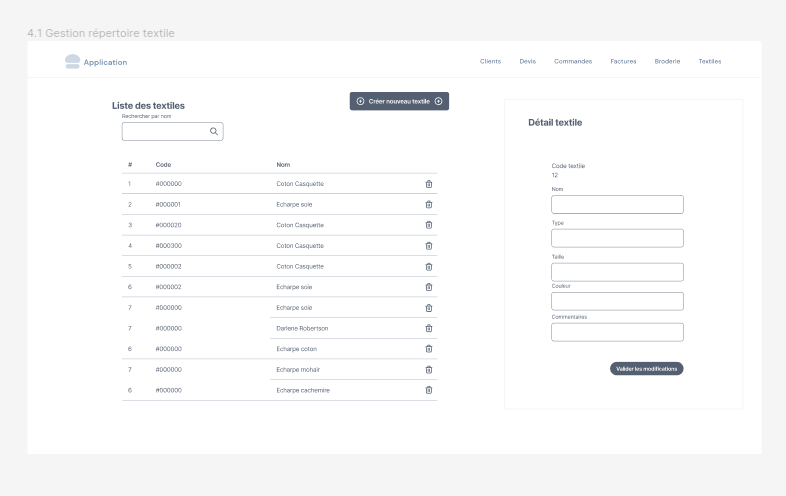 4.1 Gestion répertoire textile
Application
Clients Devis Commandes Factures Broderie Textiles
Liste des textiles
Créer nouveau textile
Rechercher par nom
# Code Nom
1 #000000 Coton Casquette
2 #000001 Echarpe soie
3 #000020 Coton Casquette
4 #000300 Coton Casquette
5 #000002 Coton Casquette
6 #000002 Echarpe soie
7 #000000 Echarpe soie
7 #000000 Darlene Robertson
6 #000000 Echarpe coton
7 #000000 Echarpe mohair
6 #000000 Echarpe cachemire
Détail textile
Code textile
12
Nom
Type
Taille
Couleur
Commentaires
Valider les modifications